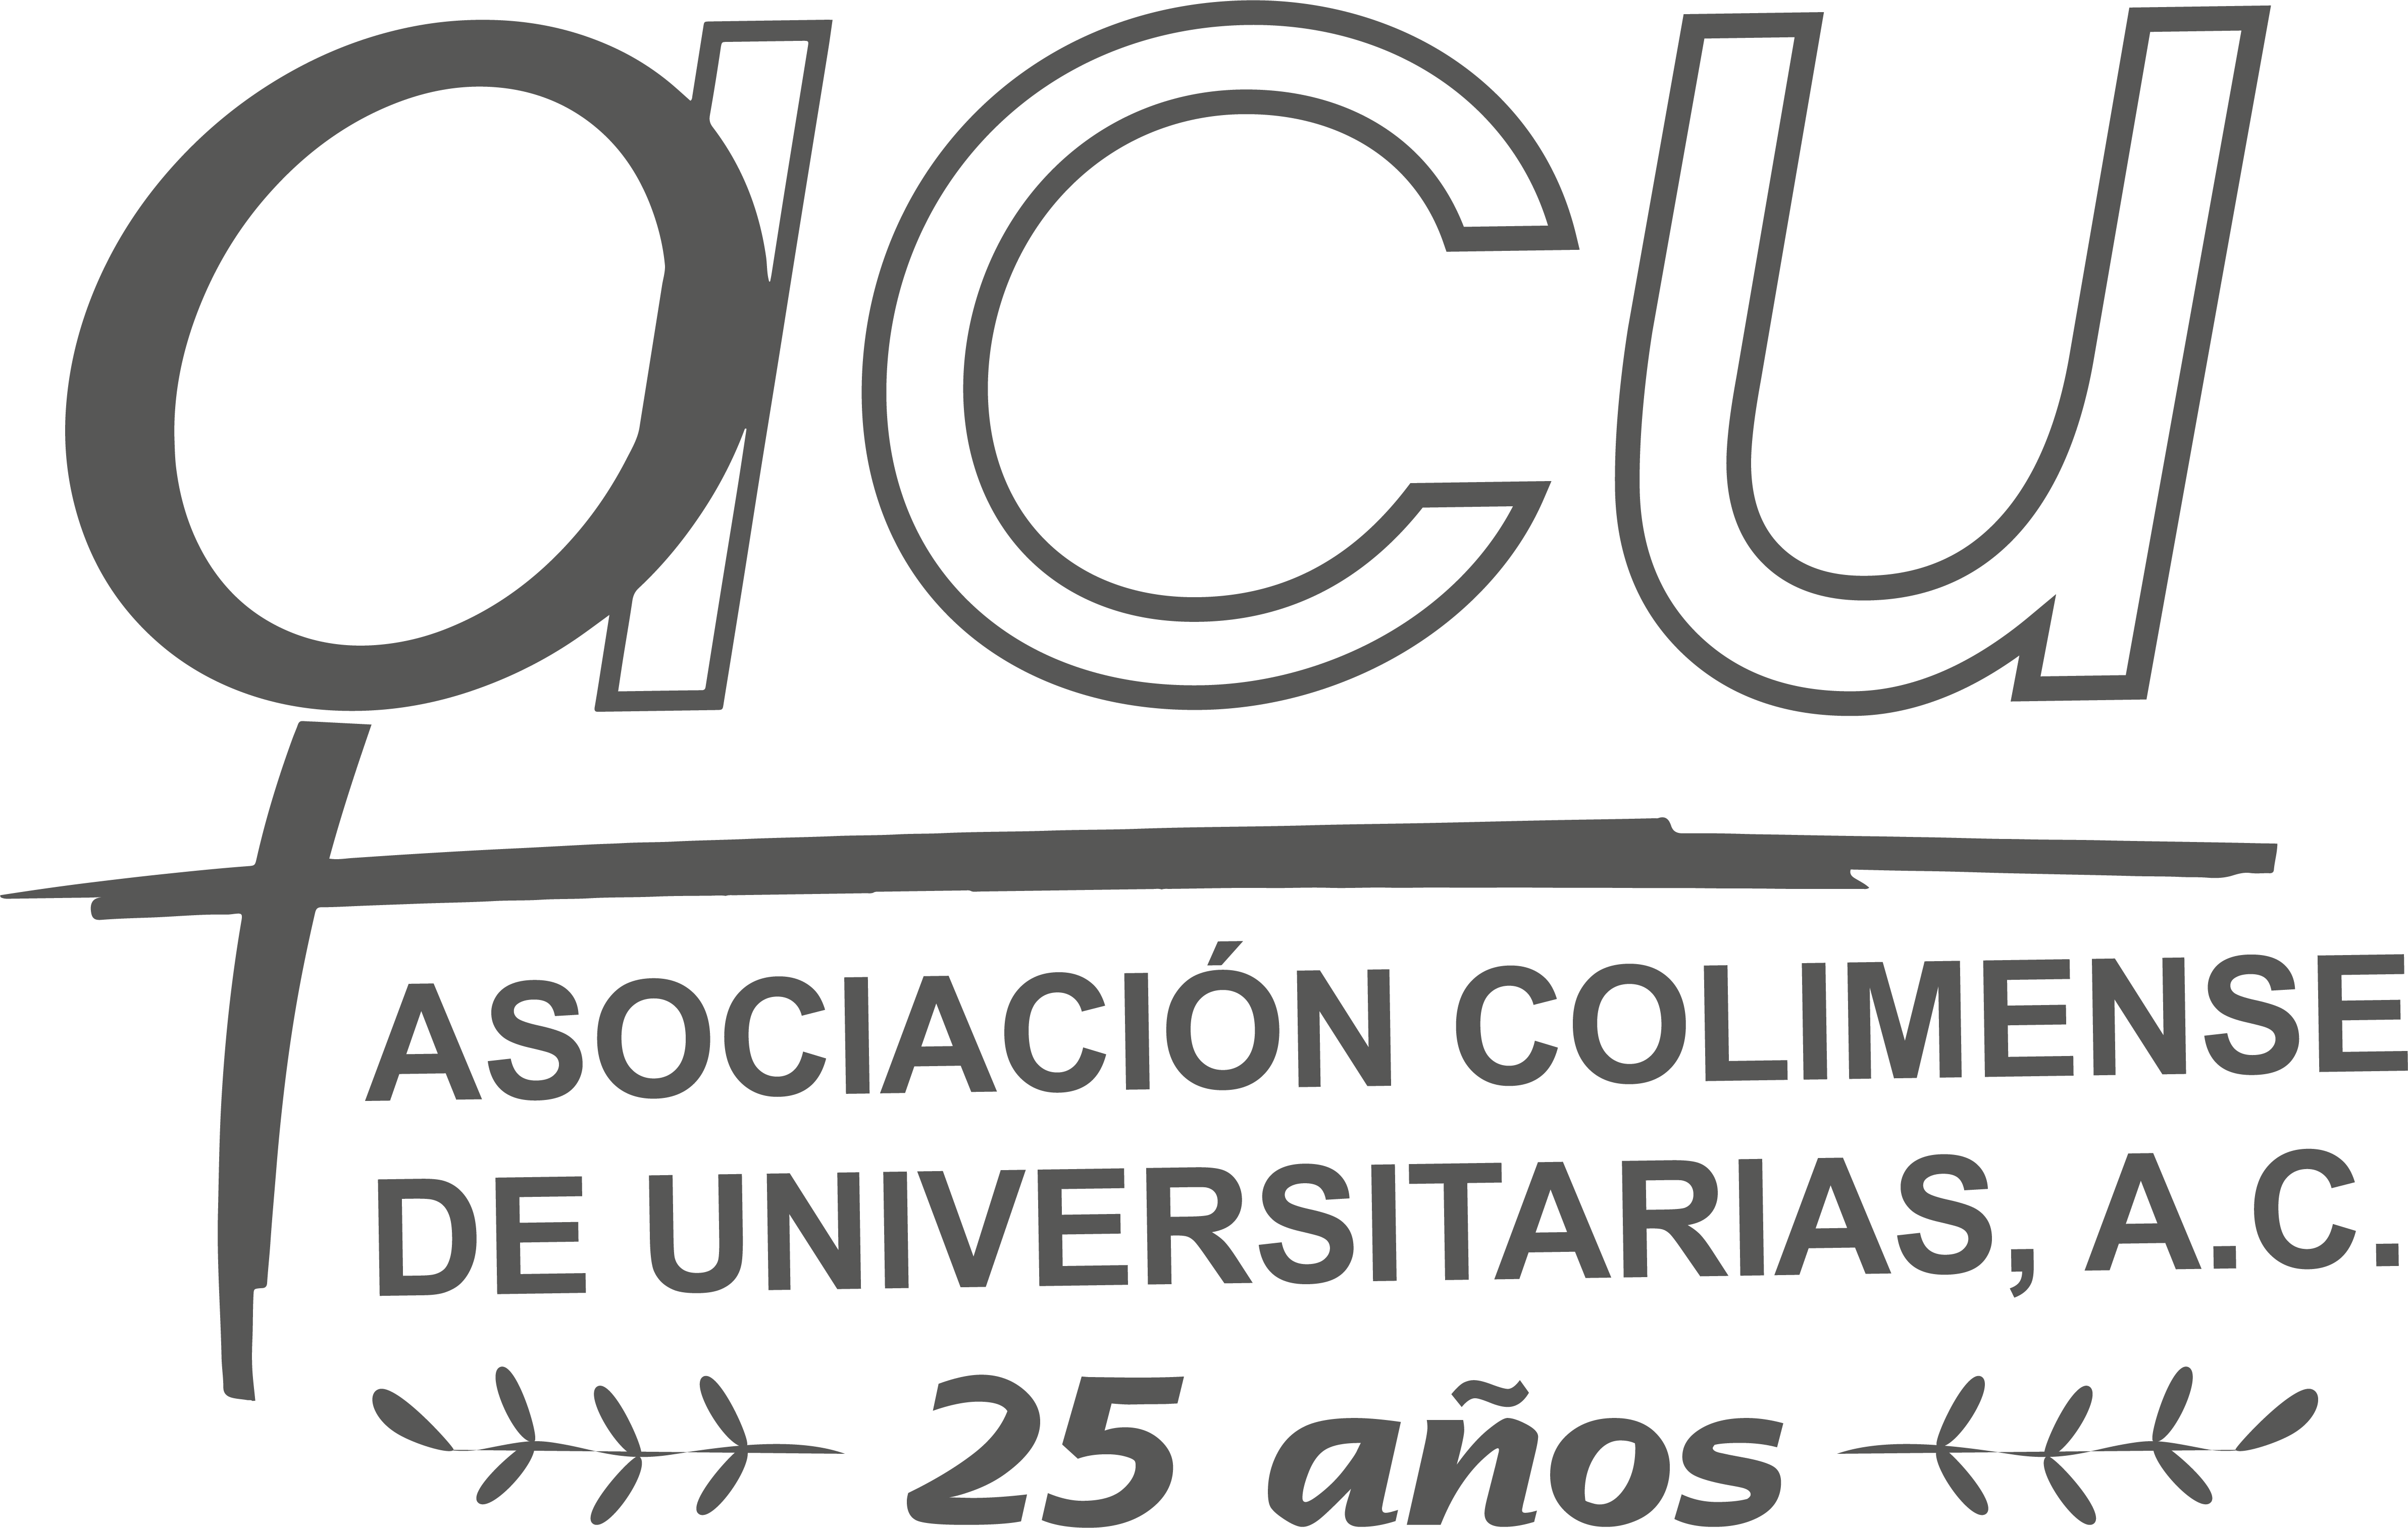 acu
ASOCIACIÓN COLIMENSE
DE UNIVERSITARIAS, A.C.
25 años